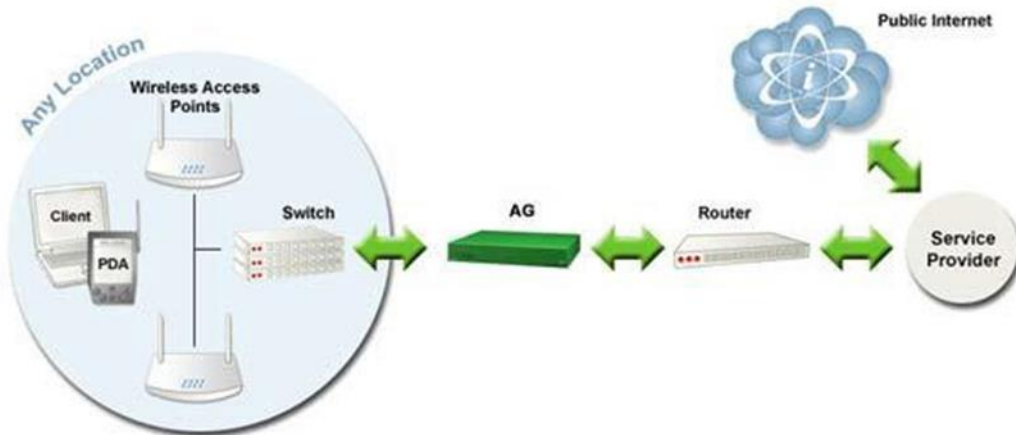 Public Internet
Any Location
Wireless Access
Points
Client
PDA
Switch
AG
Router
Service
Provider
i